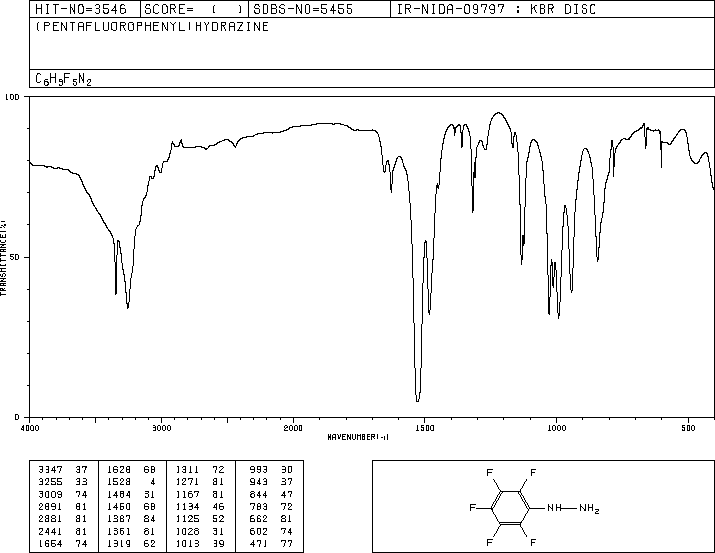 HIT-NO=3546 SCORE= ( ) SDBS-NO=5455 IR-NIDA-09797 : KBR DISC
(PENTAFLUOROPHENYL)HYDRAZINE
C6H3F5N2
100
50
0
TRANSMITTANCE(%)
4000 3000 2000 1500 1000 500
WAVENUMBER(-1)
3347 37 1628 68 1311 72 993 30
3255 33 1528 4 1271 81 943 37
3009 74 1484 31 1167 81 844 47
2891 81 1450 68 1134 46 783 72
2881 81 1387 84 1125 52 662 81
2441 81 1361 81 1028 31 602 74
1654 74 1319 62 1013 39 471 77
F F
F NH NH2
F F